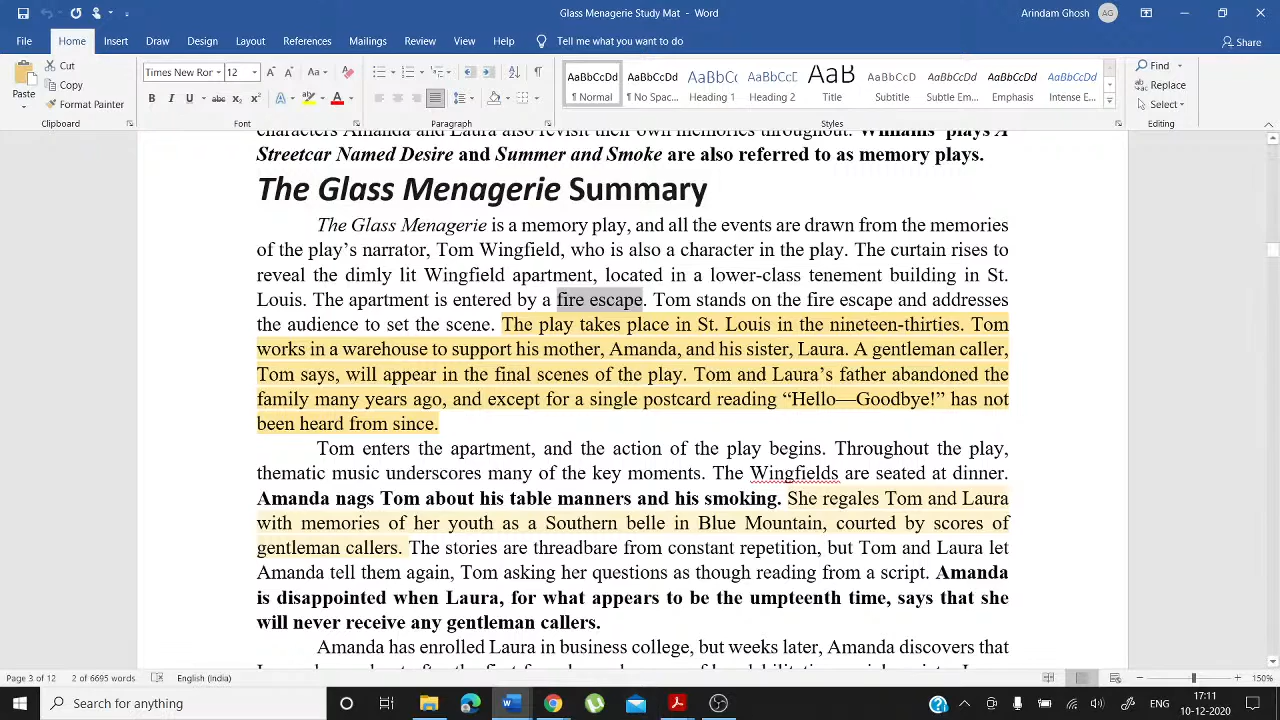 Glass Menagerie Study Mat - Word
Arindam Ghosh
AG
File Home Insert Draw Design Layout References Mailings Review View Help Tell me what you want to do
Share
Paste
Cut
Copy
Format Painter
Clipboard
Times New Ror 12
Font
Paragraph
AaBbCcDd AaBbCcDd AaBbCc AaBbCcD AaB AaBbCcDd AaBbCcDd AaBbCcDd AaBbCcDd
¶ Normal ¶ No Spac... Heading 1 Heading 2 Title Subtitle Subtle Em... Emphasis Intense E...
Styles
Find
Replace
Select
Editing
characters Amanda and Laura also revisit their own memories throughout. Williams' plays A
Streetcar Named Desire and Summer and Smoke are also referred to as memory plays.
The Glass Menagerie Summary
The Glass Menagerie is a memory play, and all the events are drawn from the memories
of the play's narrator, Tom Wingfield, who is also a character in the play. The curtain rises to
reveal the dimly lit Wingfield apartment, located in a lower-class tenement building in St.
Louis. The apartment is entered by a fire escape. Tom stands on the fire escape and addresses
the audience to set the scene. The play takes place in St. Louis in the nineteen-thirties. Tom
works in a warehouse to support his mother, Amanda, and his sister, Laura. A gentleman caller,
Tom says, will appear in the final scenes of the play. Tom and Laura's father abandoned the
family many years ago, and except for a single postcard reading “Hello—Goodbye!” has not
been heard from since.
Tom enters the apartment, and the action of the play begins. Throughout the play,
thematic music underscores many of the key moments. The Wingfields are seated at dinner.
Amanda nags Tom about his table manners and his smoking. She regales Tom and Laura
with memories of her youth as a Southern belle in Blue Mountain, courted by scores of
gentleman callers. The stories are threadbare from constant repetition, but Tom and Laura let
Amanda tell them again, Tom asking her questions as though reading from a script. Amanda
is disappointed when Laura, for what appears to be the umpteenth time, says that she
will never receive any gentleman callers.
Amanda has enrolled Laura in business college, but weeks later, Amanda discovers that
Page 3 of 12 2 of 6695 words English (India) 150%
Type here to search
Search for anything
17:11
10-12-2020